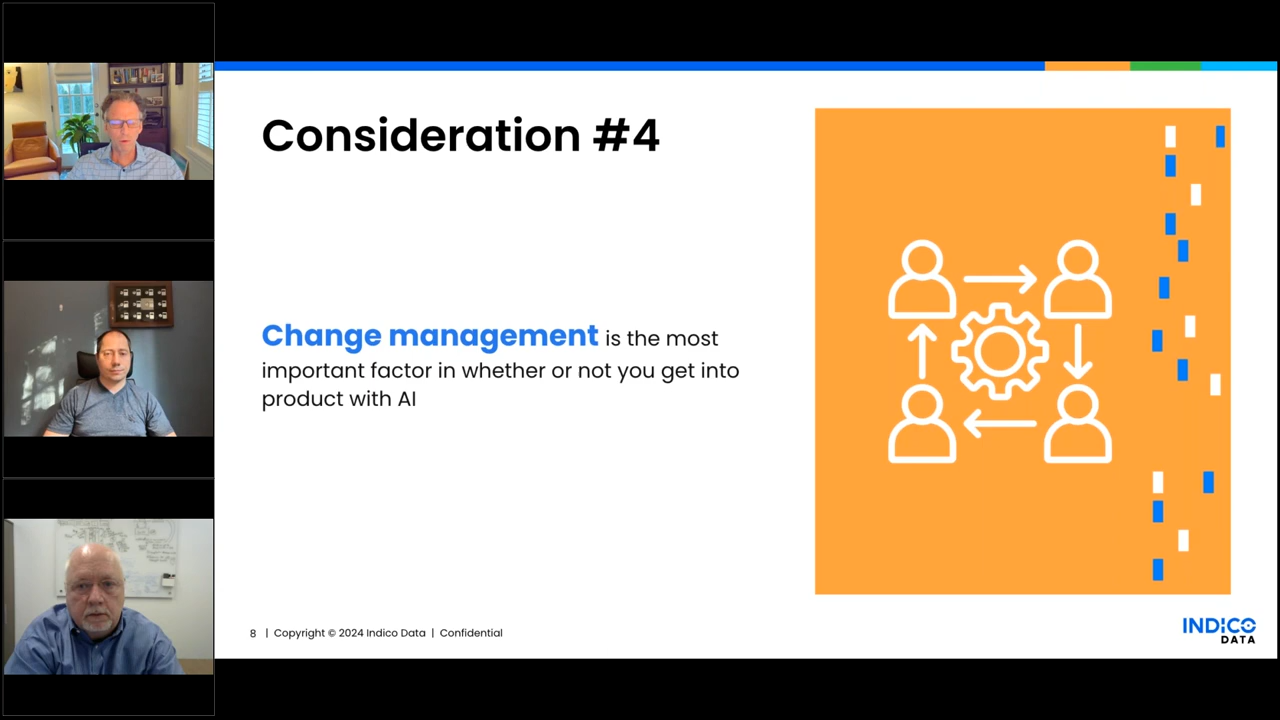 Consideration #4
Change management is the most
important factor in whether or not you get into
product with AI
8 | Copyright © 2024 Indico Data | Confidential
INDICO
DATA